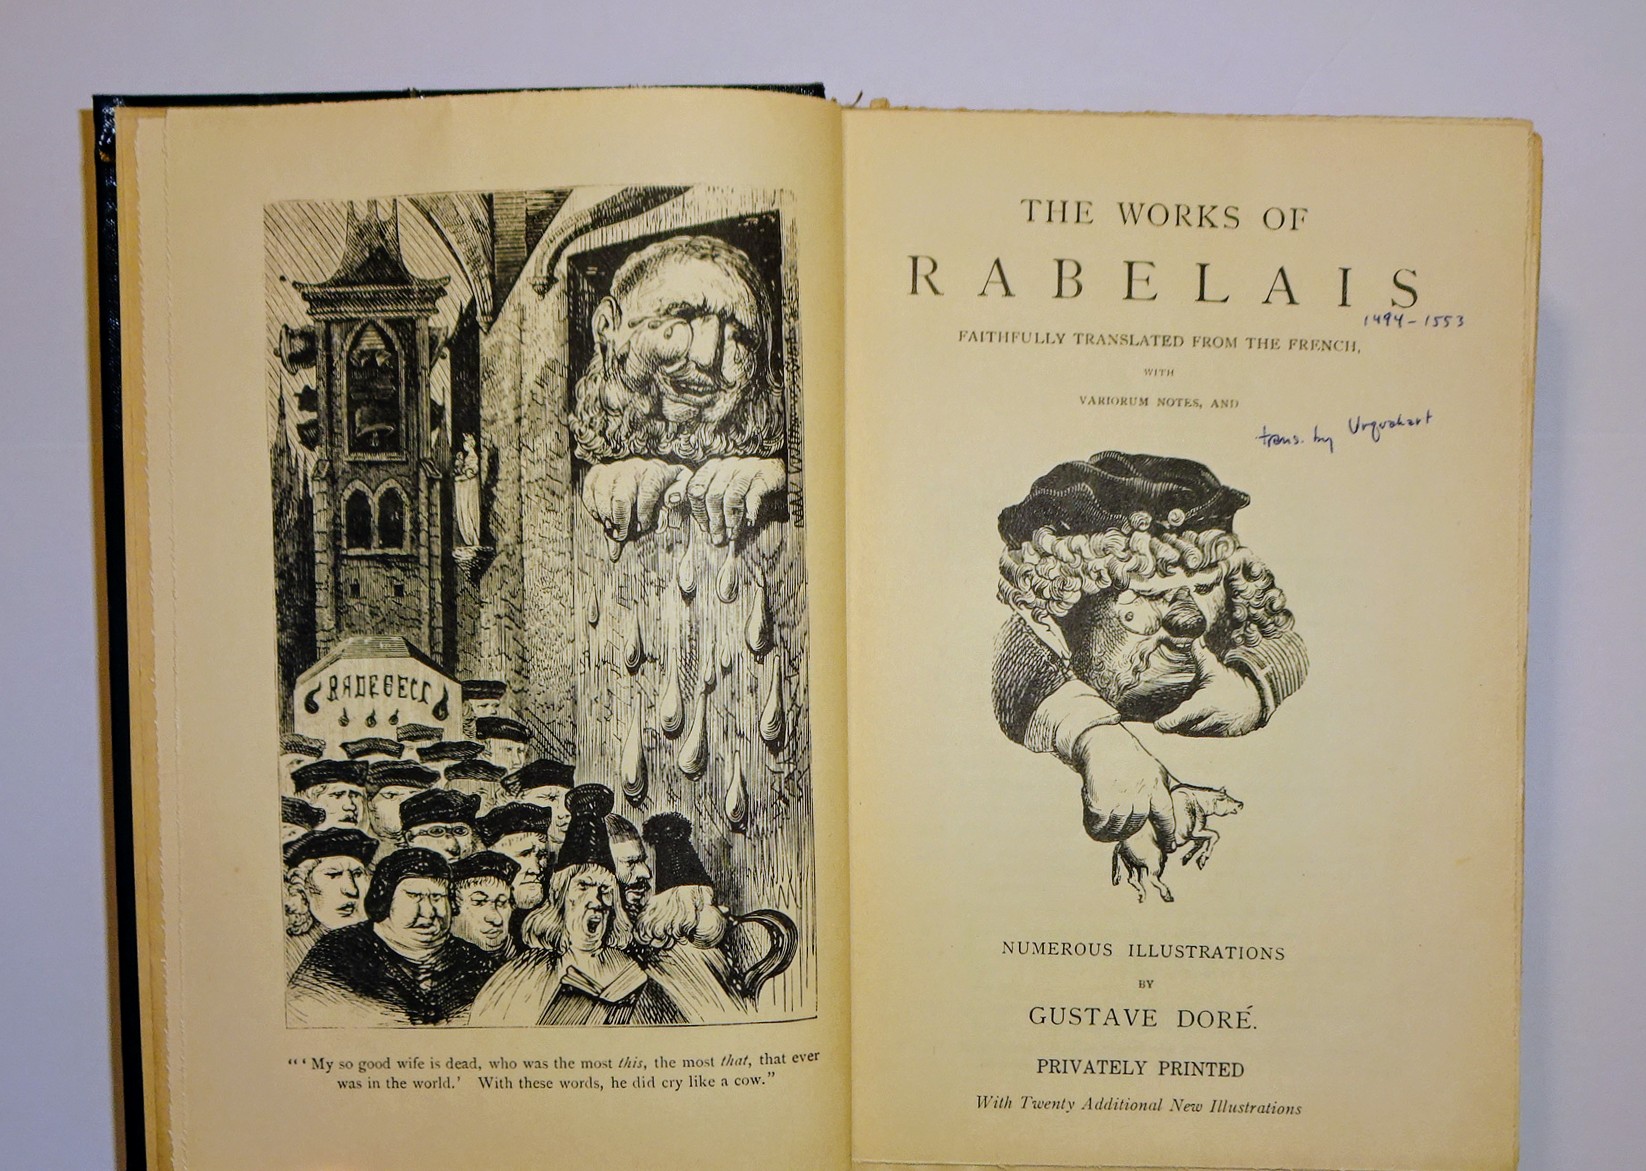 BADEBEC
“‘My so good wife is dead, who was the most this, the most that, that ever
was in the world.’ With these words, he did cry like a cow.”
THE WORKS OF
RABELAIS
1494-1553
FAITHFULLY TRANSLATED FROM THE FRENCH,
WITH
VARIORUM NOTES, AND
trans. by Urquhart
NUMEROUS ILLUSTRATIONS
BY
GUSTAVE DORÉ.
PRIVATELY PRINTED
With Twenty Additional New Illustrations